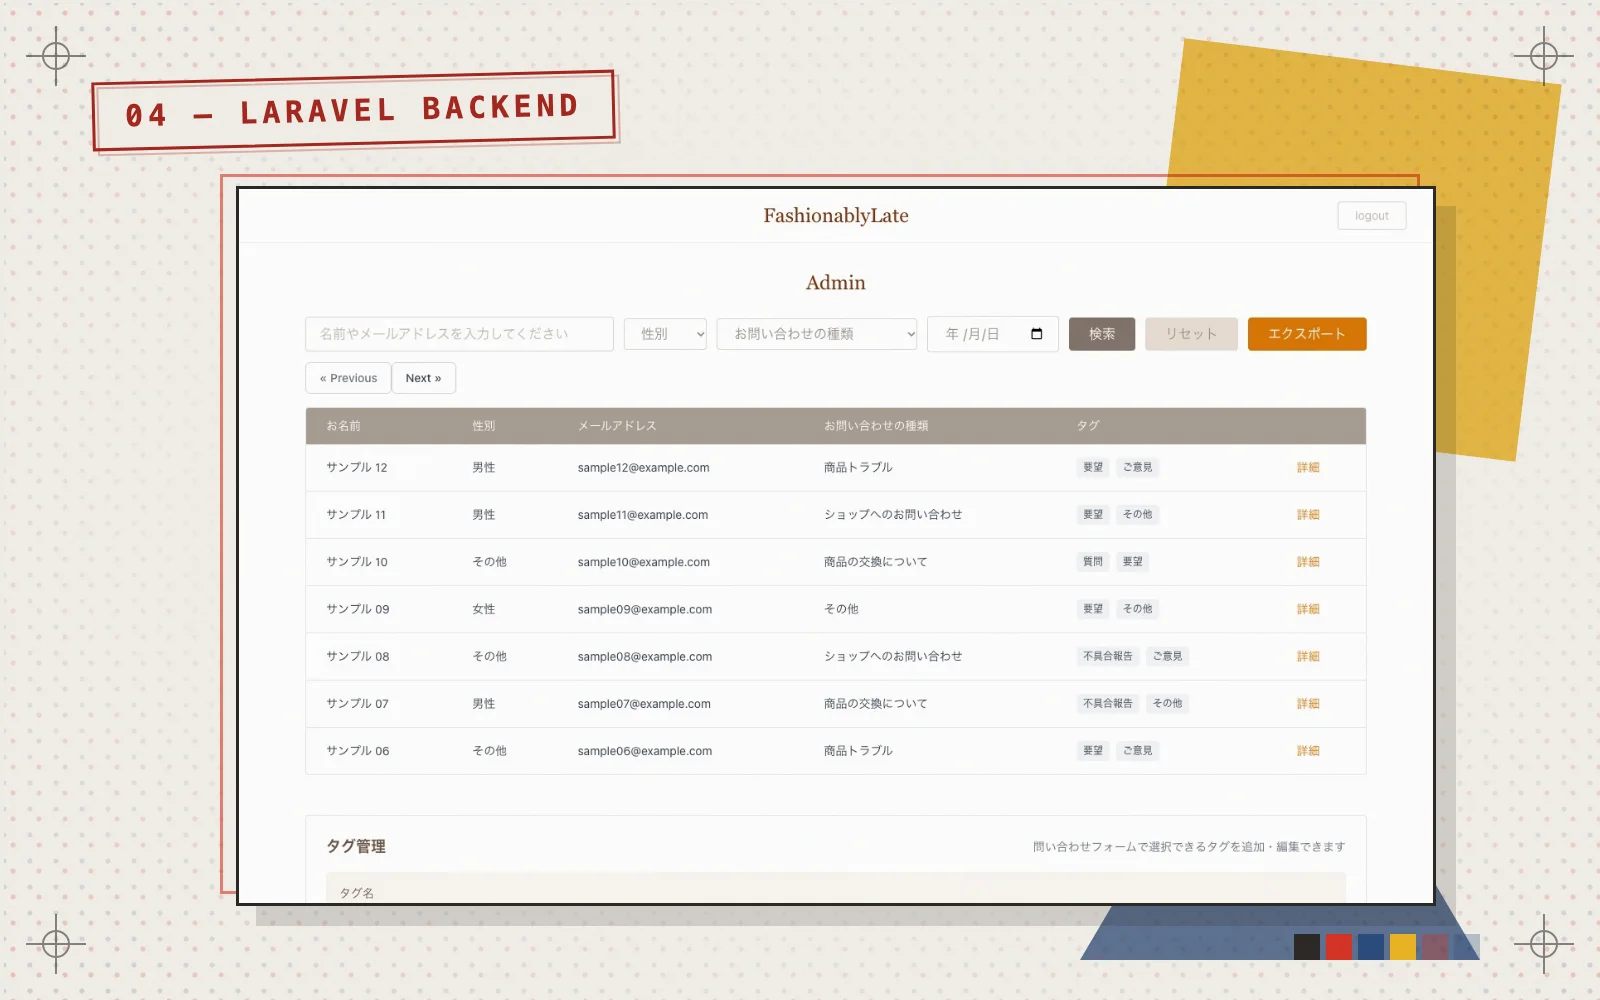 04 — LARAVEL BACKEND
FashionablyLate
logout
Admin
名前やメールアドレスを入力してください 性別 お問い合わせの種類 年 /月/日 検索 リセット エクスポート
« Previous Next »
お名前 性別 メールアドレス お問い合わせの種類 タグ
サンプル 12 男性 sample12@example.com 商品トラブル 要望 ご意見 詳細
サンプル 11 男性 sample11@example.com ショップへのお問い合わせ 要望 その他 詳細
サンプル 10 その他 sample10@example.com 商品の交換について 質問 要望 詳細
サンプル 09 女性 sample09@example.com その他 要望 その他 詳細
サンプル 08 その他 sample08@example.com ショップへのお問い合わせ 不具合報告 ご意見 詳細
サンプル 07 男性 sample07@example.com 商品の交換について 不具合報告 その他 詳細
サンプル 06 その他 sample06@example.com 商品トラブル 要望 ご意見 詳細
タグ管理 問い合わせフォームで選択できるタグを追加・編集できます
タグ名